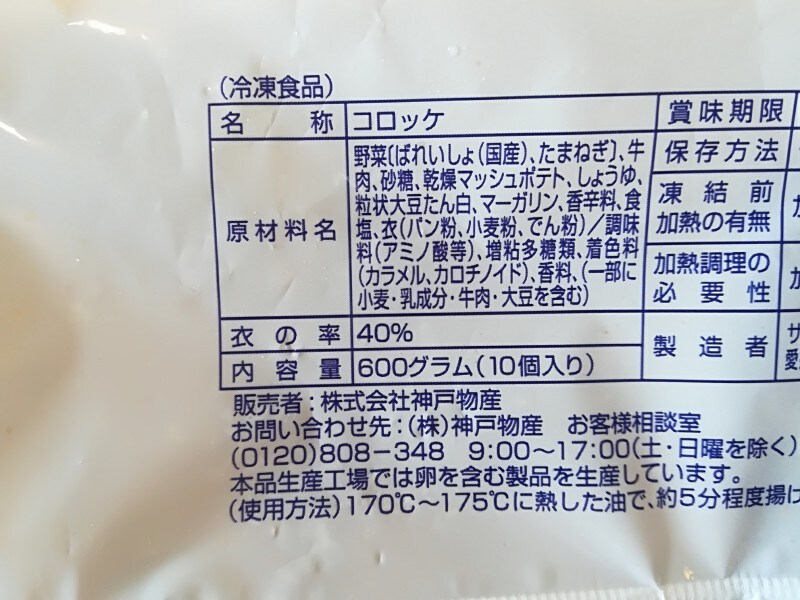 (冷凍食品)
名称 コロッケ
原材料名
野菜〔ばれいしょ(国産)、たまねぎ〕、牛
肉、砂糖、乾燥マッシュポテト、しょうゆ、
粒状大豆たん白、マーガリン、香辛料、食
塩、衣(パン粉、小麦粉、でん粉)/調味
料(アミノ酸等)、増粘多糖類、着色料
(カラメル、カロチノイド)、香料、(一部に
小麦・乳成分・牛肉・大豆を含む)
衣の率 40%
内容量 600グラム(10個入り)
賞味期限
保存方法
凍結前
加熱の有無
加熱調理の
必要性
製造者
販売者:株式会社神戸物産
お問い合わせ先:(株)神戸物産 お客様相談室
(0120)808-348 9:00〜17:00(土・日曜を除く)
本品生産工場では卵を含む製品を生産しています。
(使用方法)170℃〜175℃に熱した油で、約5分程度揚げ